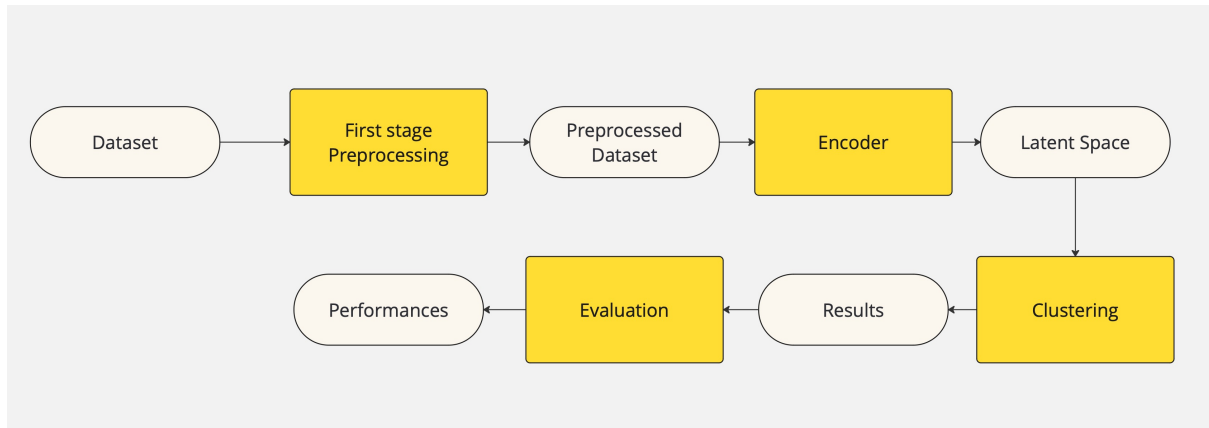 Dataset
First stage
Preprocessing
Preprocessed
Dataset
Encoder
Latent Space
Performances
Evaluation
Results
Clustering